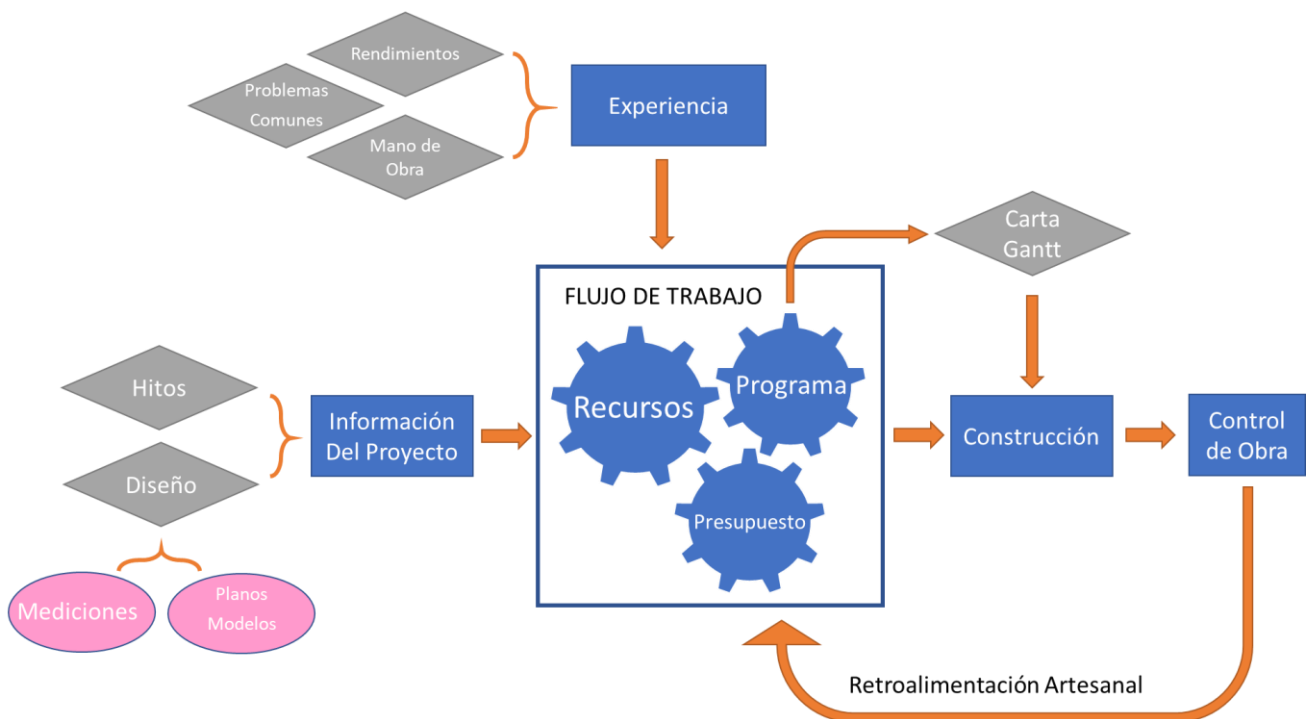 Rendimientos
Problemas
Comunes
Mano de
Obra
Experiencia
Carta
Gantt
FLUJO DE TRABAJO
Recursos
Programa
Presupuesto
Hitos
Diseño
Información
Del Proyecto
Mediciones
Planos
Modelos
Construcción
Control
de Obra
Retroalimentación Artesanal